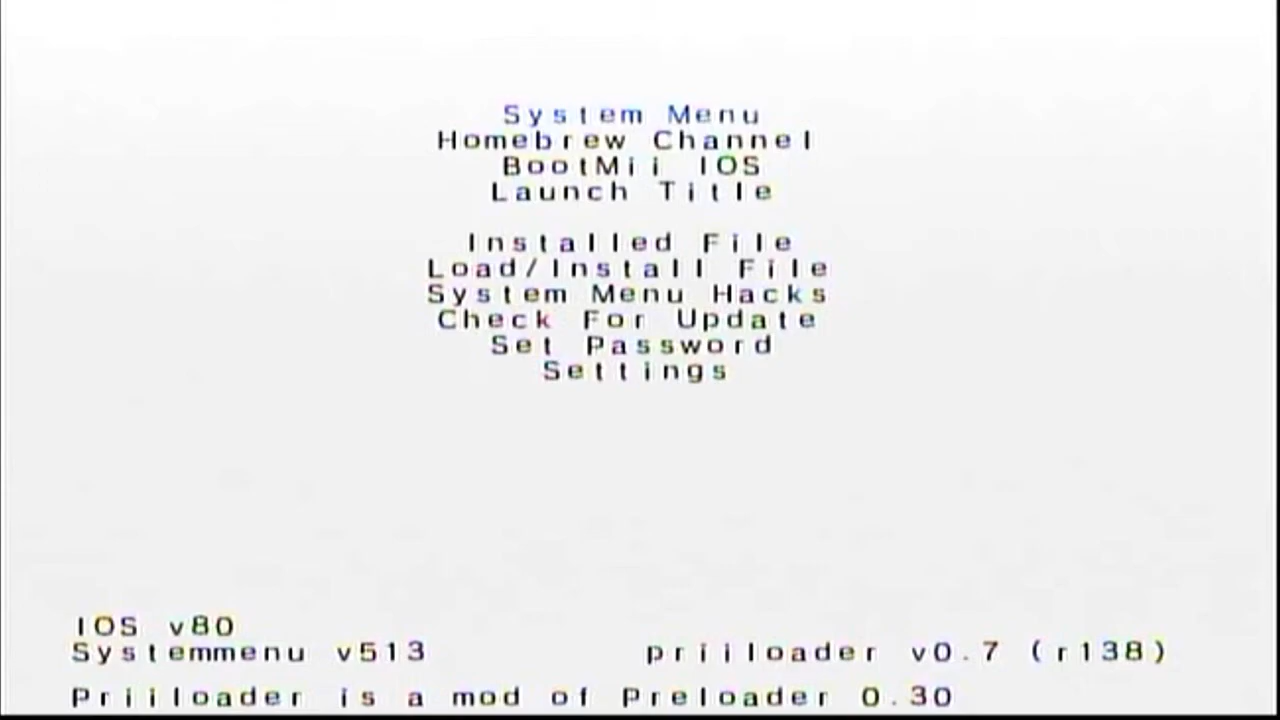 System Menu
Homebrew Channel
BootMii IOS
Launch Title
Installed File
Load/Install File
System Menu Hacks
Check For Update
Set Password
Settings
IOS v80
Systemmenu v513
priiloader v0.7 (r138)
Priiloader is a mod of Preloader 0.30